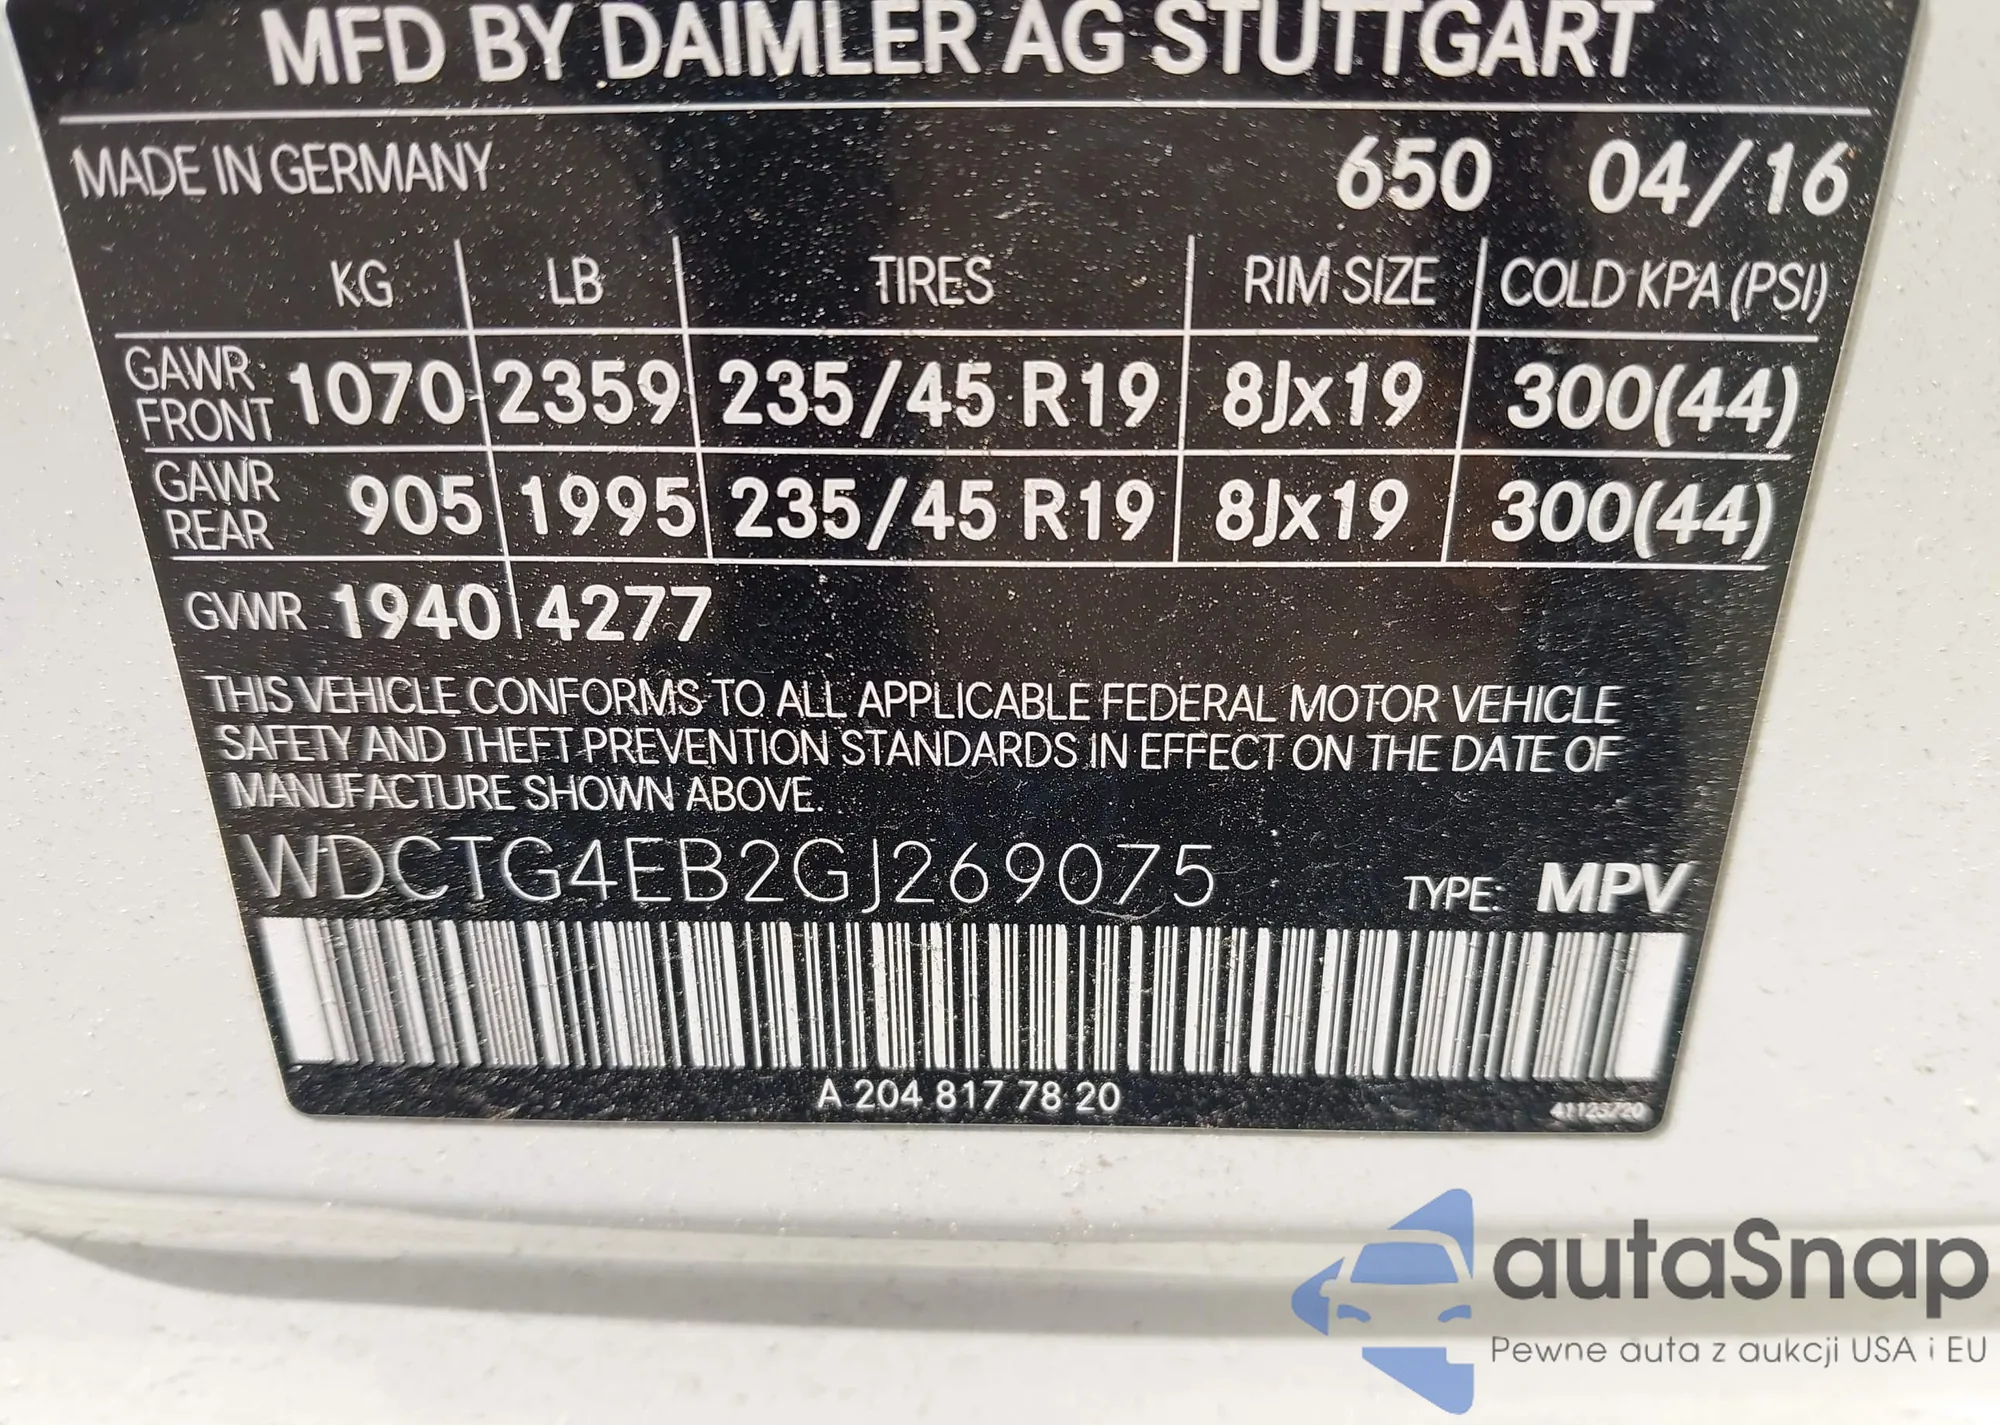 MFD BY DAIMLER AG STUTTGART
MADE IN GERMANY 650 04/16
KG LB TIRES RIM SIZE COLD KPA (PSI)
GAWR FRONT 1070 2359 235/45 R19 8Jx19 300(44)
GAWR REAR 905 1995 235/45 R19 8Jx19 300(44)
GVWR 1940 4277
THIS VEHICLE CONFORMS TO ALL APPLICABLE FEDERAL MOTOR VEHICLE
SAFETY AND THEFT PREVENTION STANDARDS IN EFFECT ON THE DATE OF
MANUFACTURE SHOWN ABOVE.
WDCTG4EB2GJ269075 TYPE: MPV
A 204 817 78 20
41123720
autaSnap
Pewne auta z aukcji USA i EU